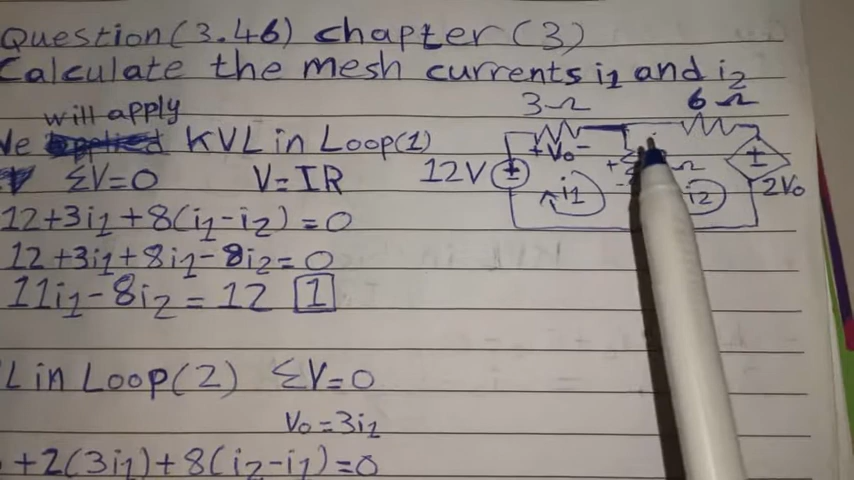 Question (3.46) chapter (3)
Calculate the mesh currents i1 and i2
will apply
KVL in Loop(1)
ΣV=0 V=IR
12+3i1+8(i1-i2)=0
12+3i1+8i1-8i2=0
11i1-8i2=12 1
L in Loop(2) ΣV=0
Vo=3i1
+2(3i1)+8(i2-i1)=0
3Ω 6Ω
+Vo-
12V + + Ω ±
- i1 i2 2Vo